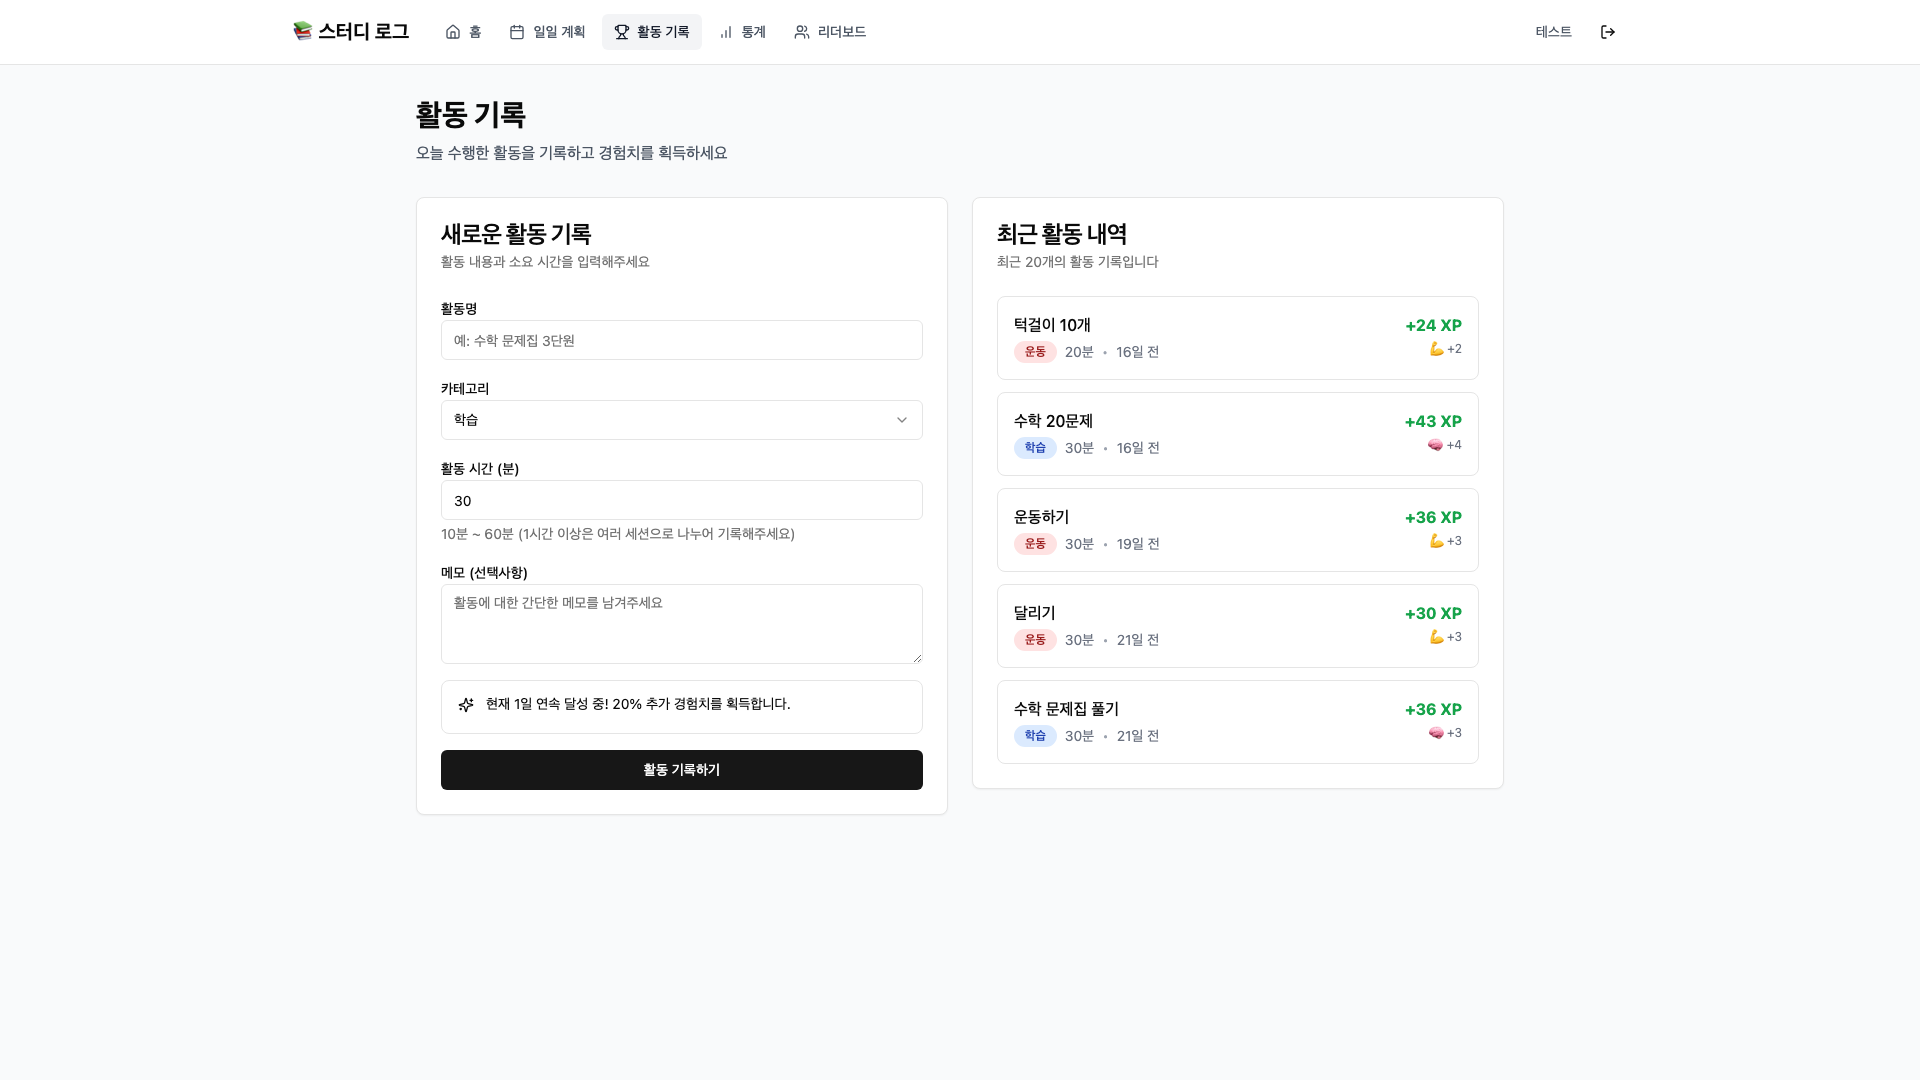 📚 스터디 로그
홈
일일 계획
활동 기록
통계
리더보드
테스트
활동 기록
오늘 수행한 활동을 기록하고 경험치를 획득하세요
새로운 활동 기록
활동 내용과 소요 시간을 입력해주세요
활동명
예: 수학 문제집 3단원
카테고리
학습
활동 시간 (분)
30
10분 ~ 60분 (1시간 이상은 여러 세션으로 나누어 기록해주세요)
메모 (선택사항)
활동에 대한 간단한 메모를 남겨주세요
현재 1일 연속 달성 중! 20% 추가 경험치를 획득합니다.
활동 기록하기
최근 활동 내역
최근 20개의 활동 기록입니다
턱걸이 10개
+24 XP
운동 20분 • 16일 전
💪 +2
수학 20문제
+43 XP
학습 30분 • 16일 전
🧠 +4
운동하기
+36 XP
운동 30분 • 19일 전
💪 +3
달리기
+30 XP
운동 30분 • 21일 전
💪 +3
수학 문제집 풀기
+36 XP
학습 30분 • 21일 전
🧠 +3